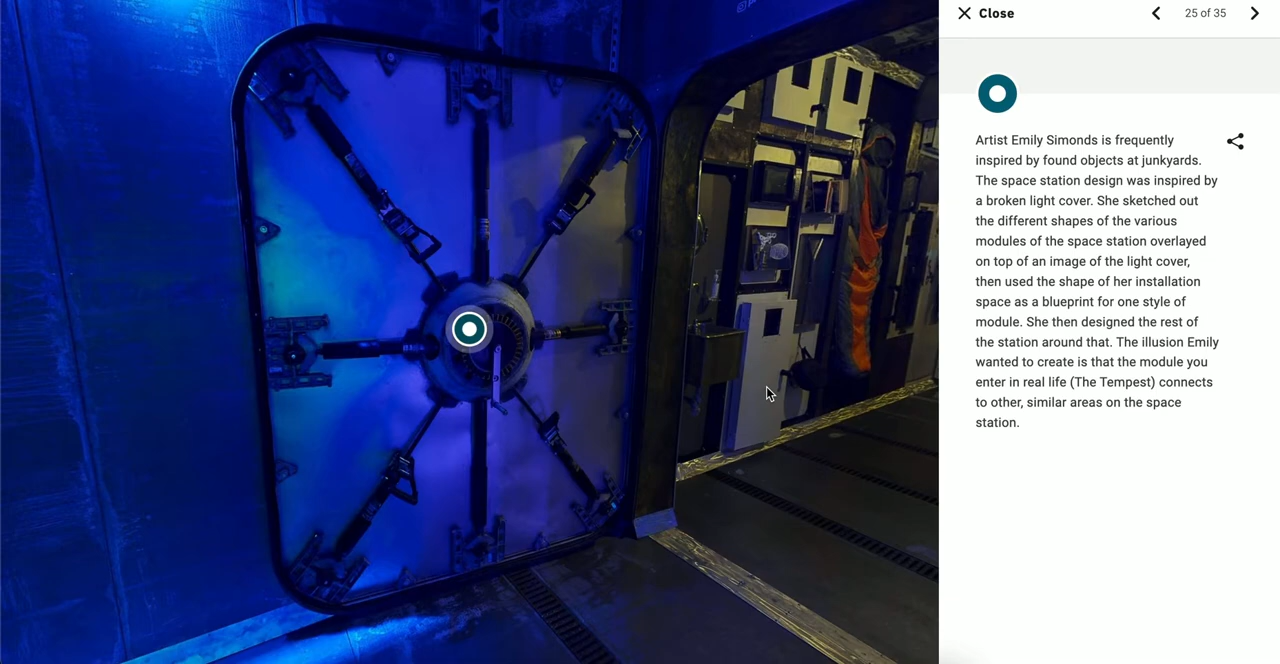 Close
25 of 35
Artist Emily Simonds is frequently
inspired by found objects at junkyards.
The space station design was inspired by
a broken light cover. She sketched out
the different shapes of the various
modules of the space station overlayed
on top of an image of the light cover,
then used the shape of her installation
space as a blueprint for one style of
module. She then designed the rest of
the station around that. The illusion Emily
wanted to create is that the module you
enter in real life (The Tempest) connects
to other, similar areas on the space
station.